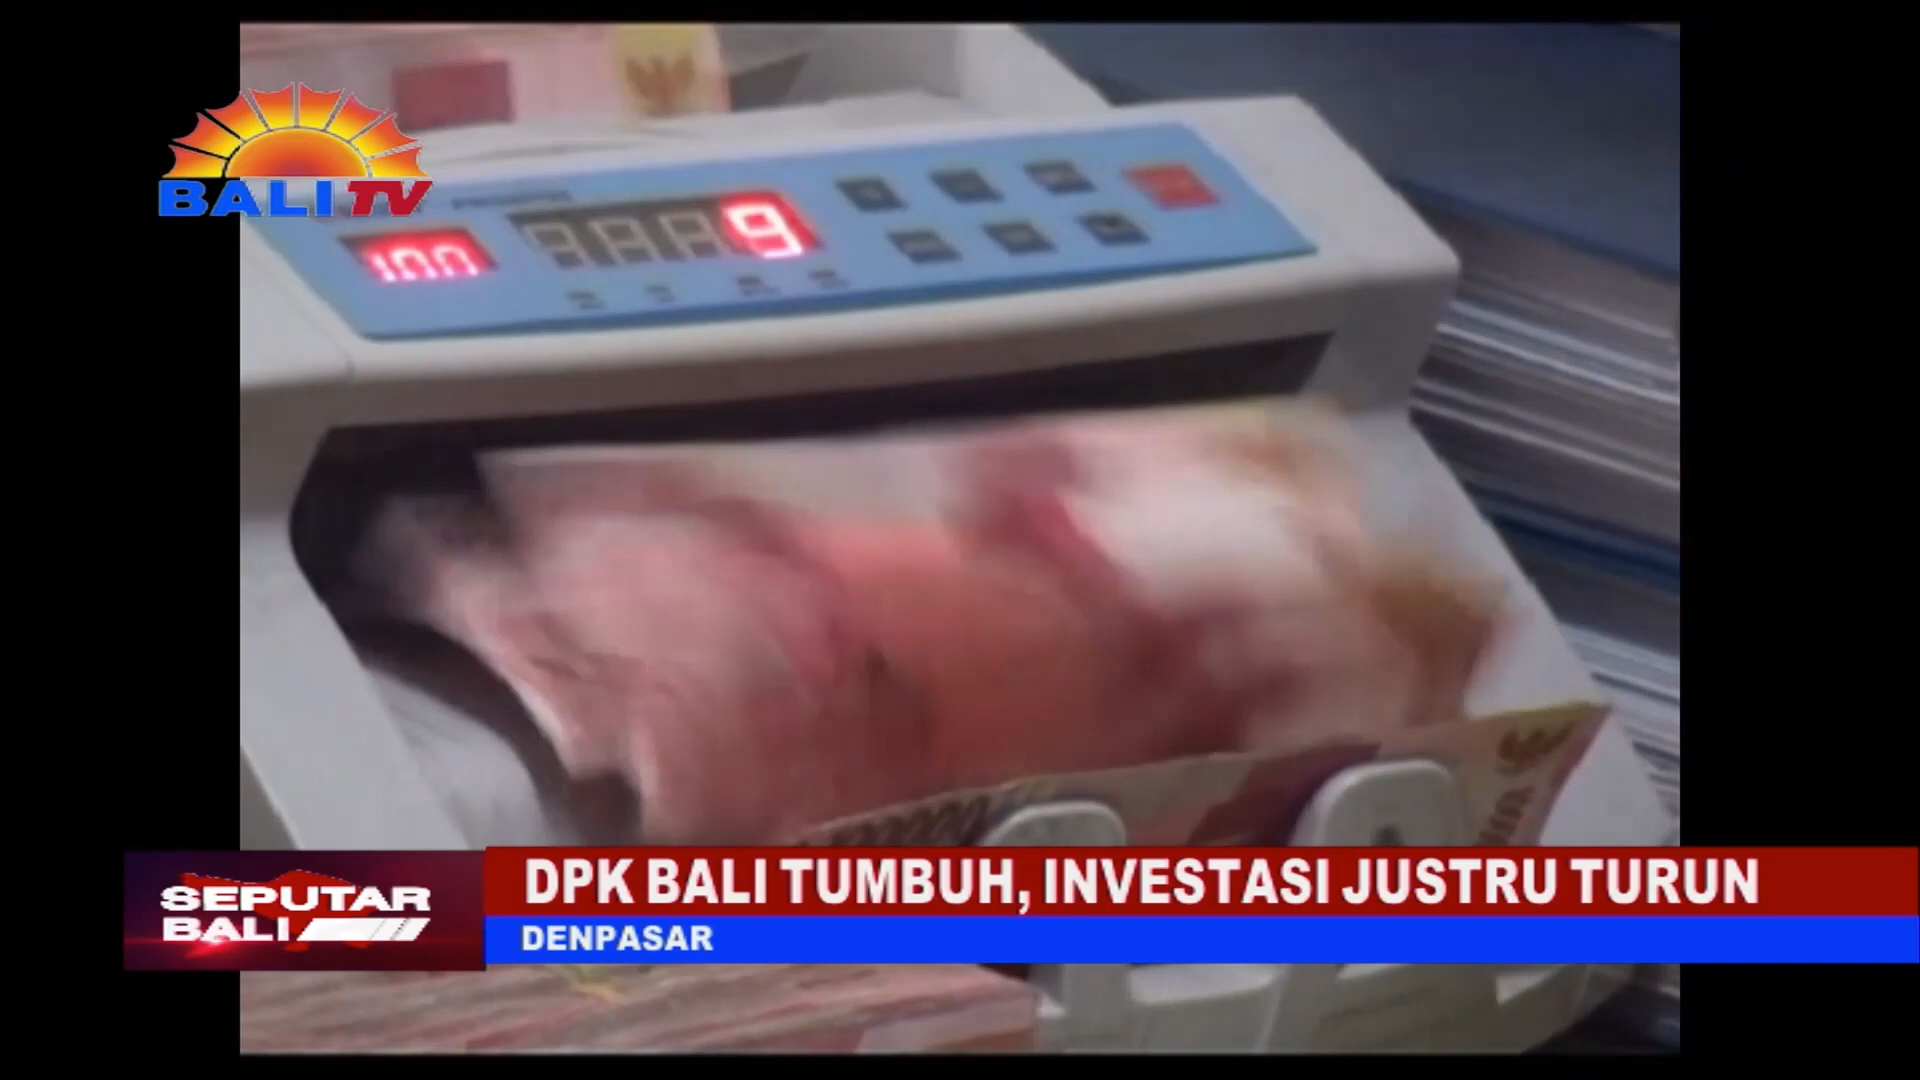 BALI TV
100
9
DPK BALI TUMBUH, INVESTASI JUSTRU TURUN
SEPUTAR
BALI
DENPASAR